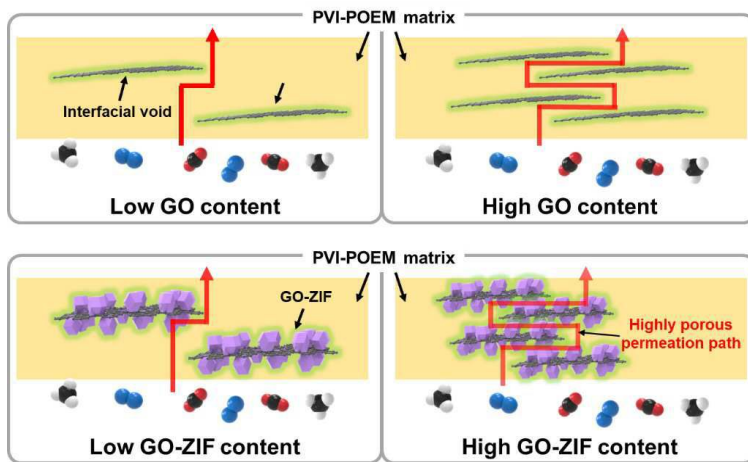 PVI-POEM matrix
Interfacial void
Low GO content
High GO content
PVI-POEM matrix
GO-ZIF
Highly porous
permeation path
Low GO-ZIF content
High GO-ZIF content